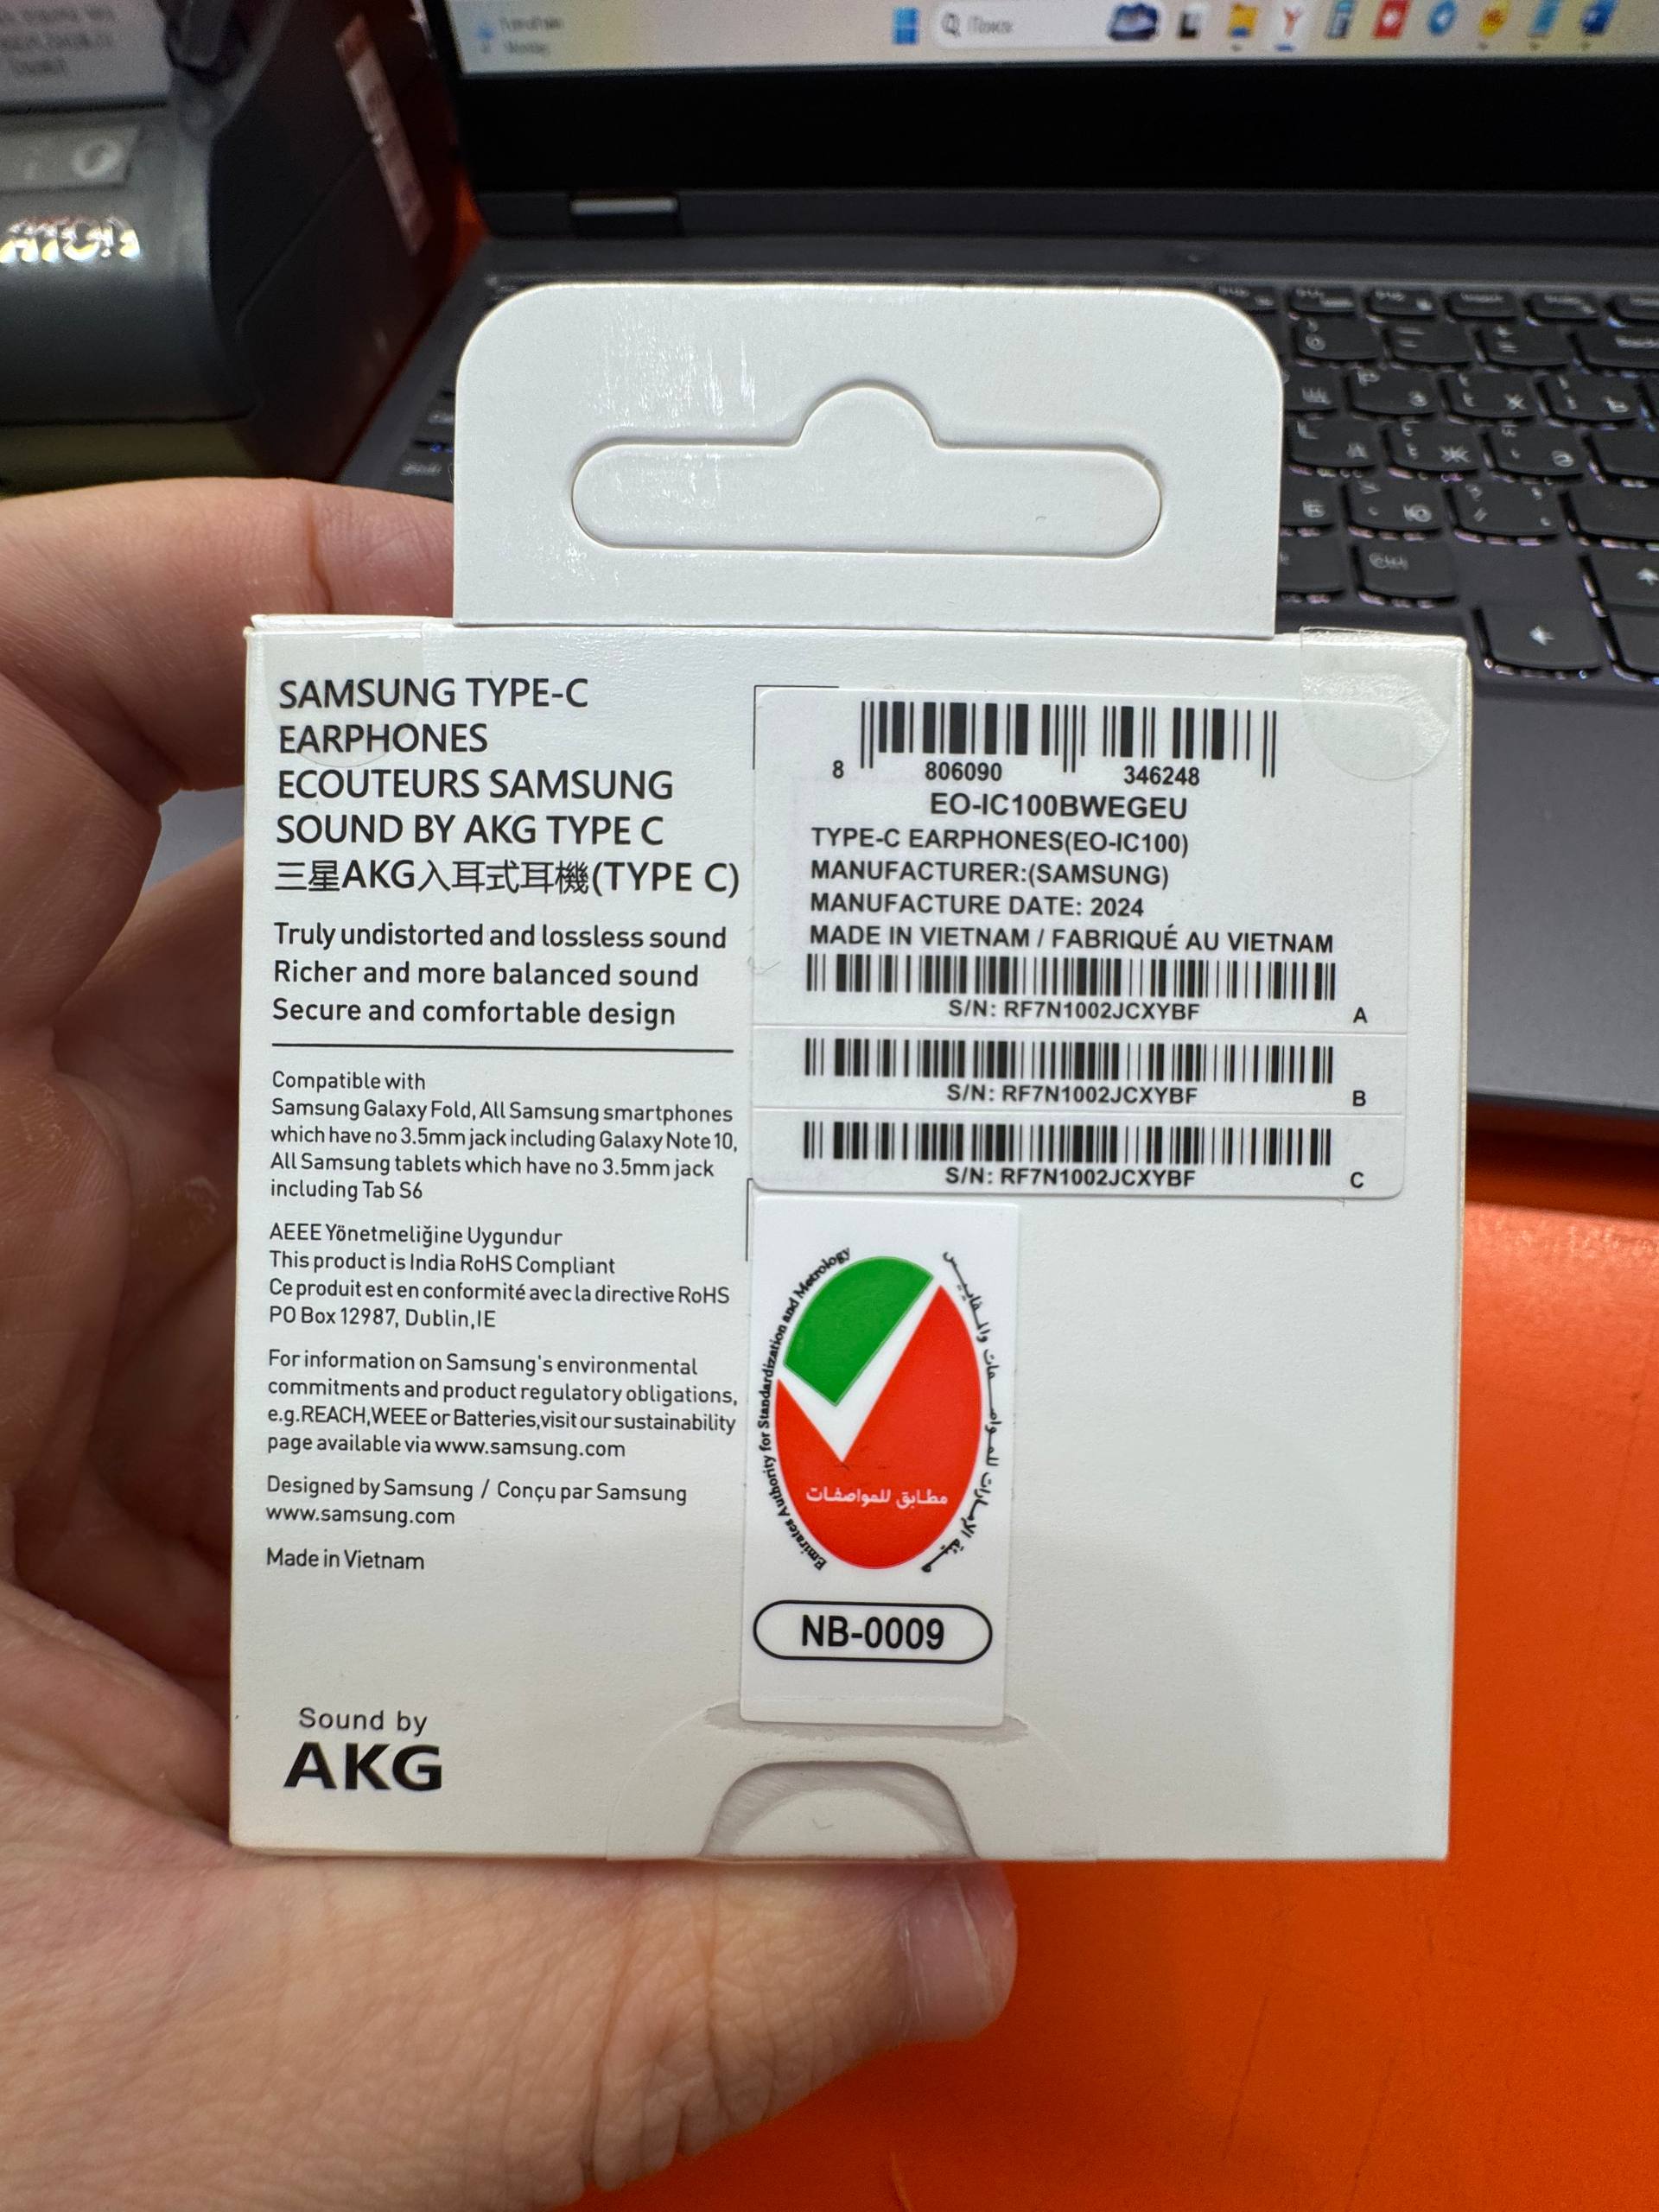 Поиск
SAMSUNG TYPE-C
EARPHONES
ECOUTEURS SAMSUNG
SOUND BY AKG TYPE C
三星AKG入耳式耳機(TYPE C)
Truly undistorted and lossless sound
Richer and more balanced sound
Secure and comfortable design
Compatible with
Samsung Galaxy Fold, All Samsung smartphones
which have no 3.5mm jack including Galaxy Note 10,
All Samsung tablets which have no 3.5mm jack
including Tab S6
AEEE Yönetmeliğine Uygundur
This product is India RoHS Compliant
Ce produit est en conformité avec la directive RoHS
PO Box 12987, Dublin,IE
For information on Samsung's environmental
commitments and product regulatory obligations,
e.g.REACH,WEEE or Batteries,visit our sustainability
page available via www.samsung.com
Designed by Samsung / Conçu par Samsung
www.samsung.com
Made in Vietnam
Sound by
AKG
8 806090 346248
EO-IC100BWEGEU
TYPE-C EARPHONES(EO-IC100)
MANUFACTURER:(SAMSUNG)
MANUFACTURE DATE: 2024
MADE IN VIETNAM / FABRIQUÉ AU VIETNAM
S/N: RF7N1002JCXYBF A
S/N: RF7N1002JCXYBF B
S/N: RF7N1002JCXYBF C
Emirates Authority for Standardization and Metrology
هيئة الإمارات للمواصفات والمقاييس
مطابق للمواصفات
NB-0009